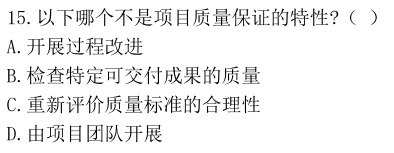 15.以下哪个不是项目质量保证的特性?（ ）
A.开展过程改进
B.检查特定可交付成果的质量
C.重新评价质量标准的合理性
D.由项目团队开展